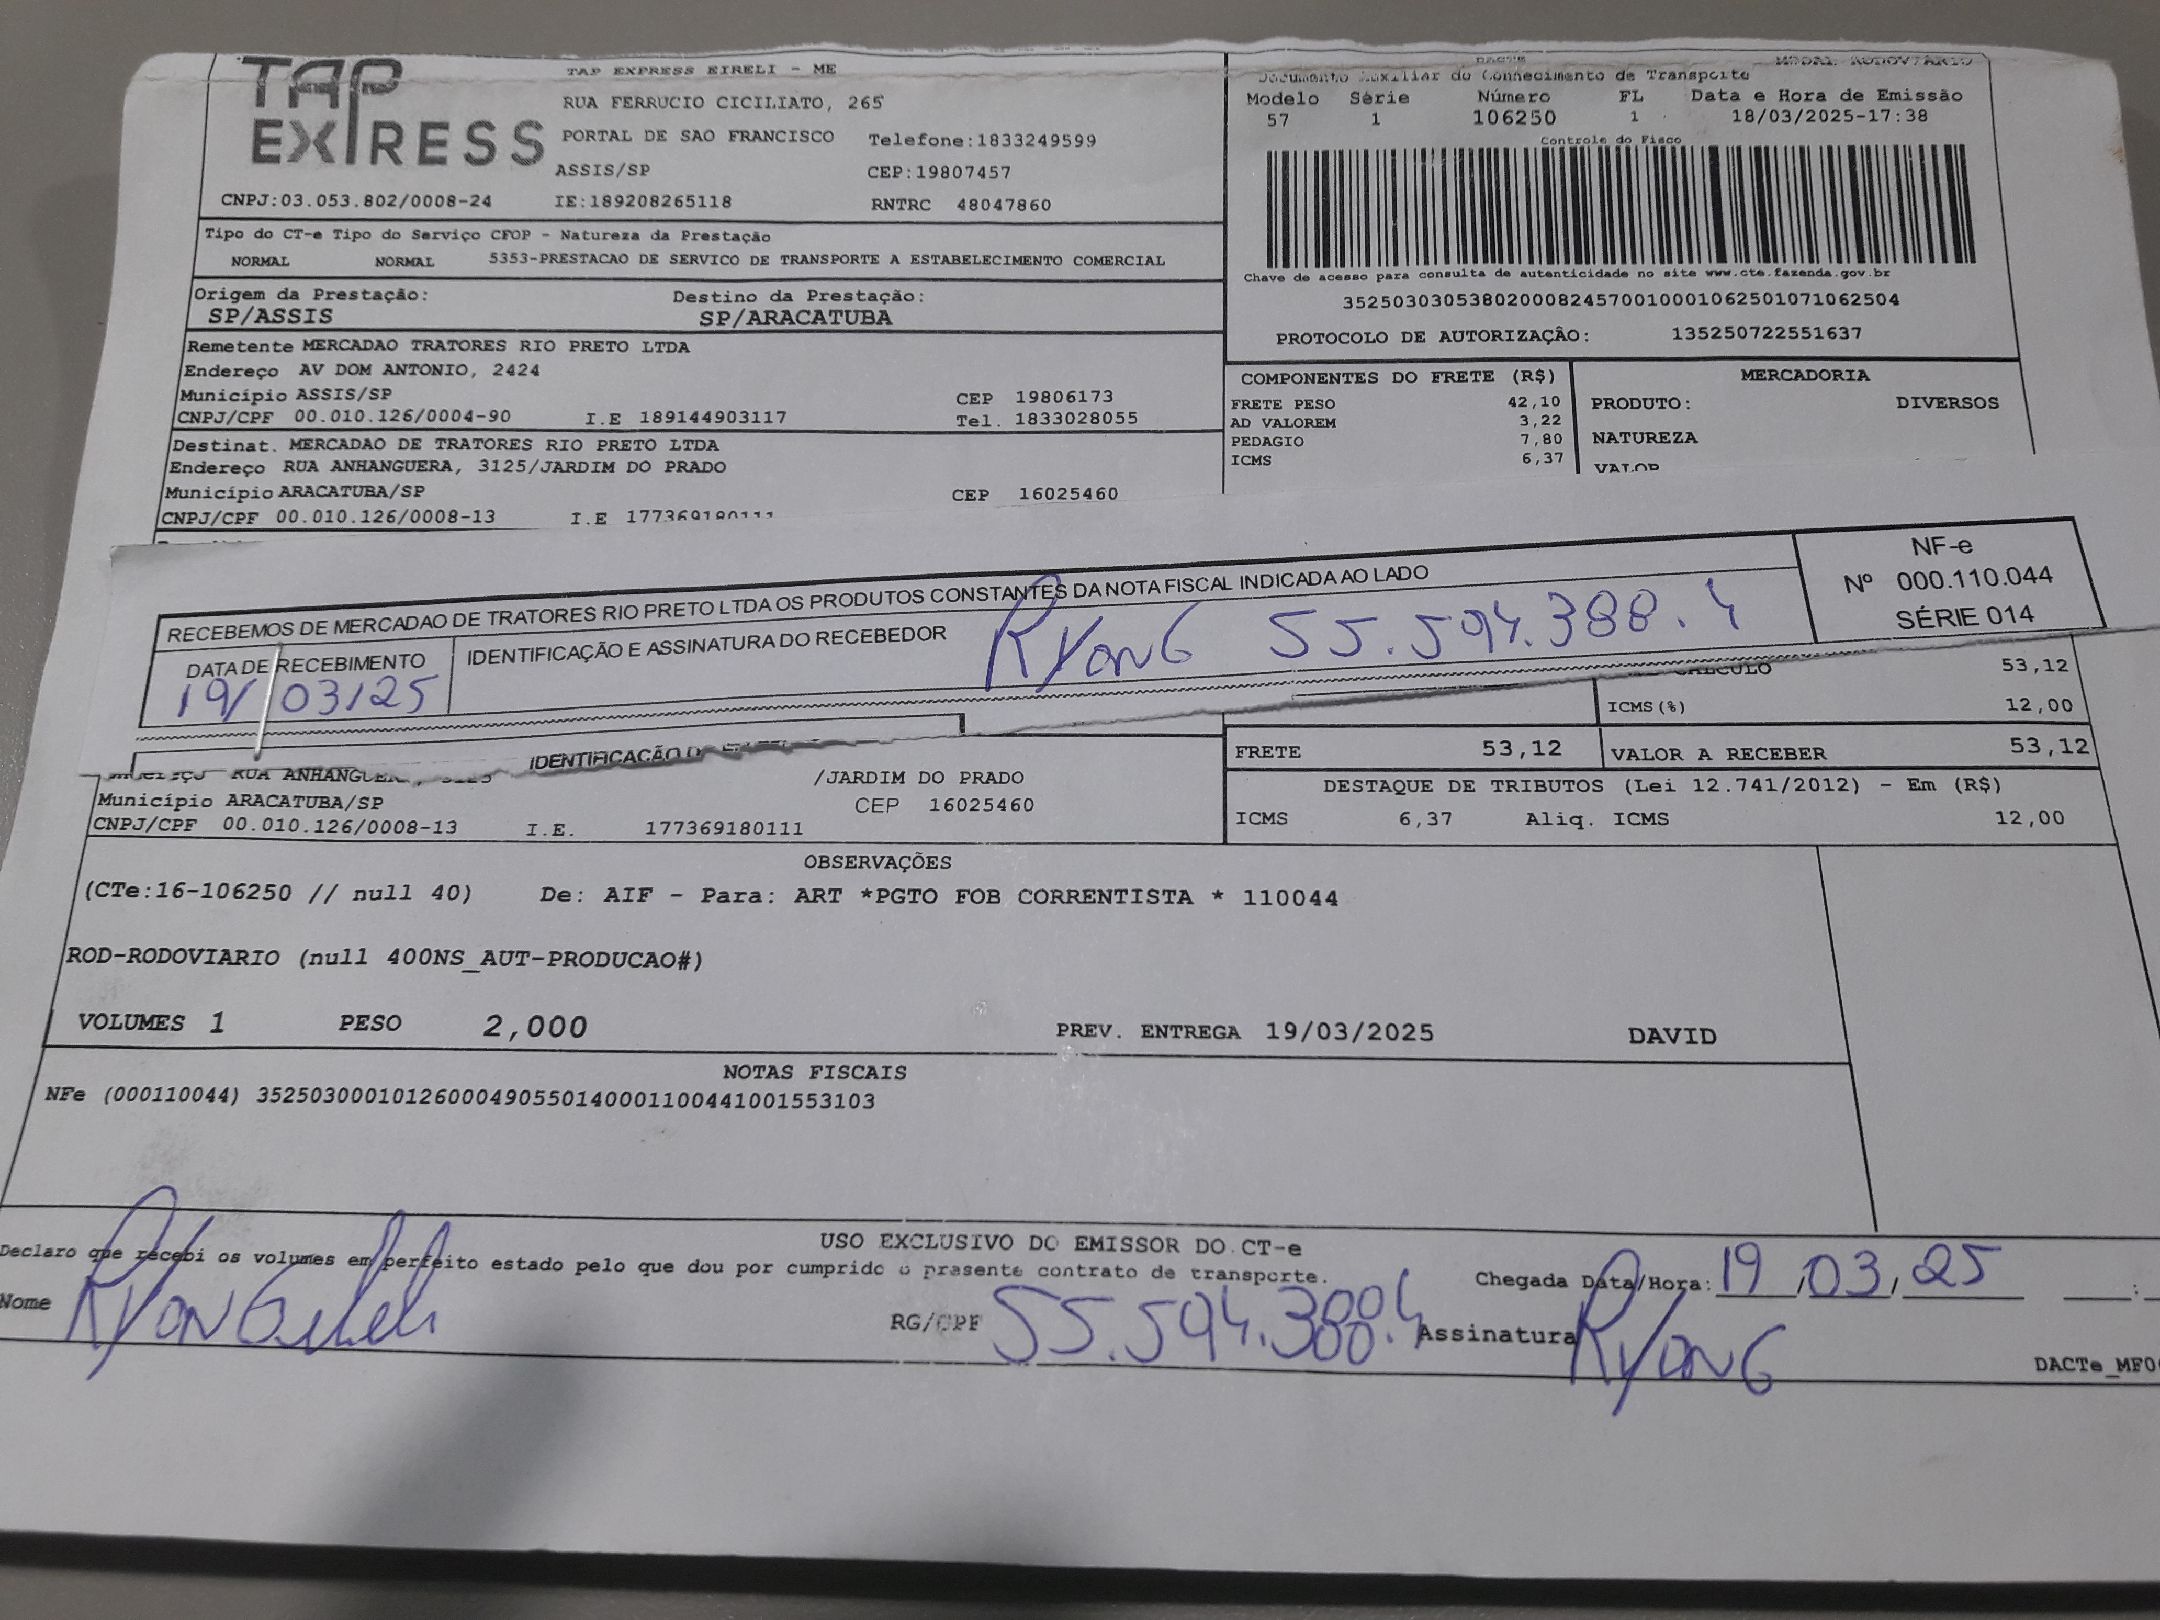 TAP EXPRESS
TAP EXPRESS EIRELI - ME
RUA FERRUCIO CICILIATO, 265
PORTAL DE SAO FRANCISCO Telefone:1833249599
ASSIS/SP CEP:19807457
CNPJ:03.053.802/0008-24 IE:189208265118 RNTRC 48047860
DACTE MODAL RODOVIÁRIO
Documento Auxiliar do Conhecimento de Transporte
Modelo Série Número FL Data e Hora de Emissão
57 1 106250 1 18/03/2025-17:38
Controle do Fisco
Chave de acesso para consulta de autenticidade no site www.cte.fazenda.gov.br
35250303053802000824570010001062501071062504
PROTOCOLO DE AUTORIZAÇÃO: 135250722551637
Tipo do CT-e Tipo do Serviço CFOP - Natureza da Prestação
NORMAL NORMAL 5353-PRESTACAO DE SERVICO DE TRANSPORTE A ESTABELECIMENTO COMERCIAL
Origem da Prestação: Destino da Prestação:
SP/ASSIS SP/ARACATUBA
Remetente MERCADAO TRATORES RIO PRETO LTDA
Endereço AV DOM ANTONIO, 2424
Município ASSIS/SP CEP 19806173
CNPJ/CPF 00.010.126/0004-90 I.E 189144903117 Tel. 1833028055
Destinat. MERCADAO DE TRATORES RIO PRETO LTDA
Endereço RUA ANHANGUERA, 3125/JARDIM DO PRADO
Município ARACATUBA/SP CEP 16025460
CNPJ/CPF 00.010.126/0008-13 I.E 177369180111
COMPONENTES DO FRETE (R$) MERCADORIA
FRETE PESO 42,10 PRODUTO: DIVERSOS
AD VALOREM 3,22
PEDAGIO 7,80 NATUREZA
ICMS 6,37 VALOR
RECEBEMOS DE MERCADAO DE TRATORES RIO PRETO LTDA OS PRODUTOS CONSTANTES DA NOTA FISCAL INDICADA AO LADO
DATA DE RECEBIMENTO IDENTIFICAÇÃO E ASSINATURA DO RECEBEDOR
19/03/25 Ryan G 55.594.388.4
NF-e
Nº 000.110.044
SÉRIE 014
CALCULO 53,12
ICMS(%) 12,00
IDENTIFICAÇÃO
FRETE 53,12 VALOR A RECEBER 53,12
RUA ANHANGUERA, 3125 /JARDIM DO PRADO
Município ARACATUBA/SP CEP 16025460
CNPJ/CPF 00.010.126/0008-13 I.E. 177369180111
DESTAQUE DE TRIBUTOS (Lei 12.741/2012) - Em (R$)
ICMS 6,37 Aliq. ICMS 12,00
OBSERVAÇÕES
(CTe:16-106250 // null 40) De: AIF - Para: ART *PGTO FOB CORRENTISTA * 110044
ROD-RODOVIARIO (null 400NS_AUT-PRODUCAO#)
VOLUMES 1 PESO 2,000 PREV. ENTREGA 19/03/2025 DAVID
NOTAS FISCAIS
NFe (000110044) 35250300010126000490550140001100441001553103
USO EXCLUSIVO DO EMISSOR DO CT-e
Declaro que recebi os volumes em perfeito estado pelo que dou por cumprido o presente contrato de transporte.
Chegada Data/Hora: 19/03/25
Nome Ryan RG/CPF 55.594.388.4 Assinatura Ryan G
DACTe_MF0